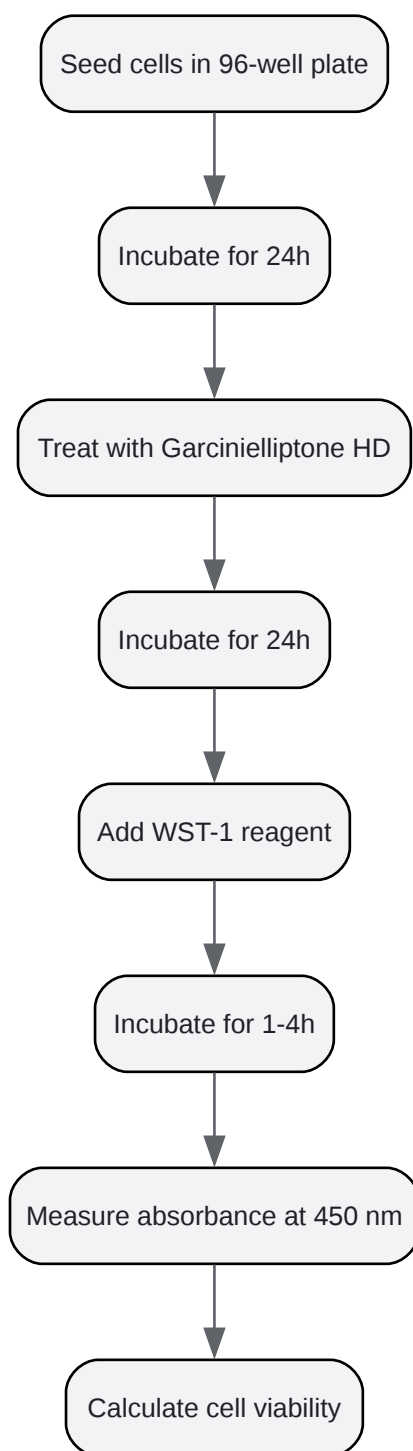 Seed cells in 96-well plate
Incubate for 24h
Treat with Garcinielliptone HD
Incubate for 24h
Add WST-1 reagent
Incubate for 1-4h
Measure absorbance at 450 nm
Calculate cell viability